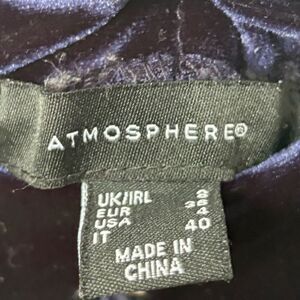 ATMOSPHERE®
UK/IRL 8
EUR 36
USA 4
IT 40
MADE IN
CHINA